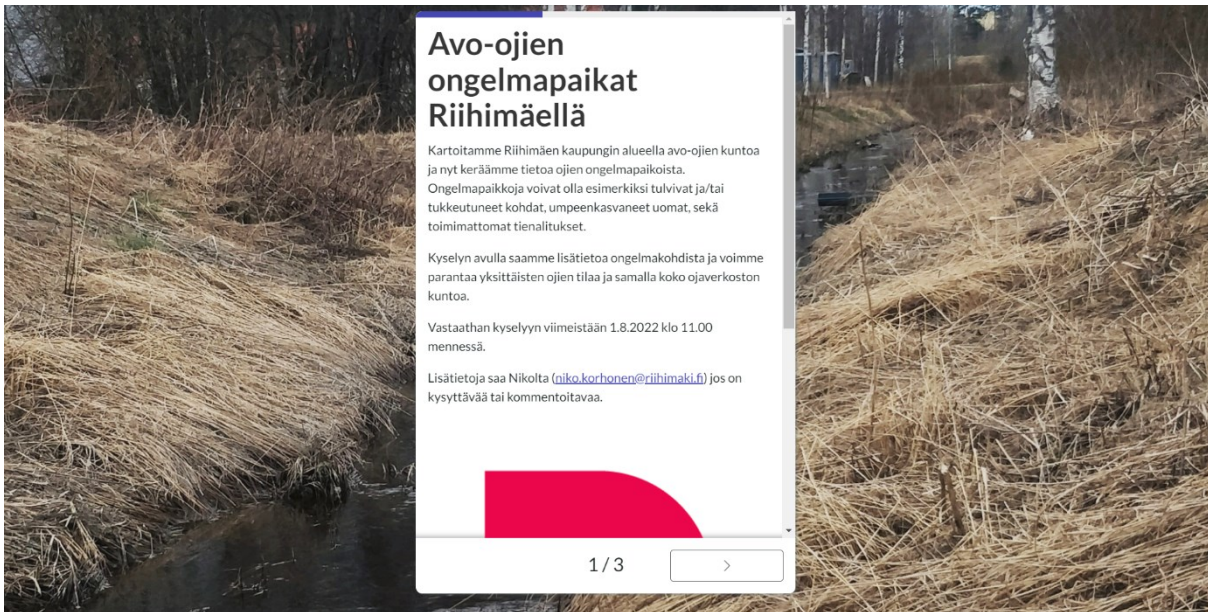 Avo-ojien
ongelmapaikat
Riihimäellä
Kartoitamme Riihimäen kaupungin alueella avo-ojien kuntoa
ja nyt keräämme tietoa ojien ongelmapaikoista.
Ongelmapaikkoja voivat olla esimerkiksi tulvivat ja/tai
tukkeutuneet kohdat, umpeenkasvaneet uomat, sekä
toimimattomat tienalitukset.
Kyselyn avulla saamme lisätietoa ongelmakohdista ja voimme
parantaa yksittäisten ojien tilaa ja samalla koko ojaverkoston
kuntoa.
Vastaathan kyselyyn viimeistään 1.8.2022 klo 11.00
mennessä.
Lisätietoja saa Nikolta (niko.korhonen@riihimaki.fi) jos on
kysyttävää tai kommentoitavaa.
1 / 3